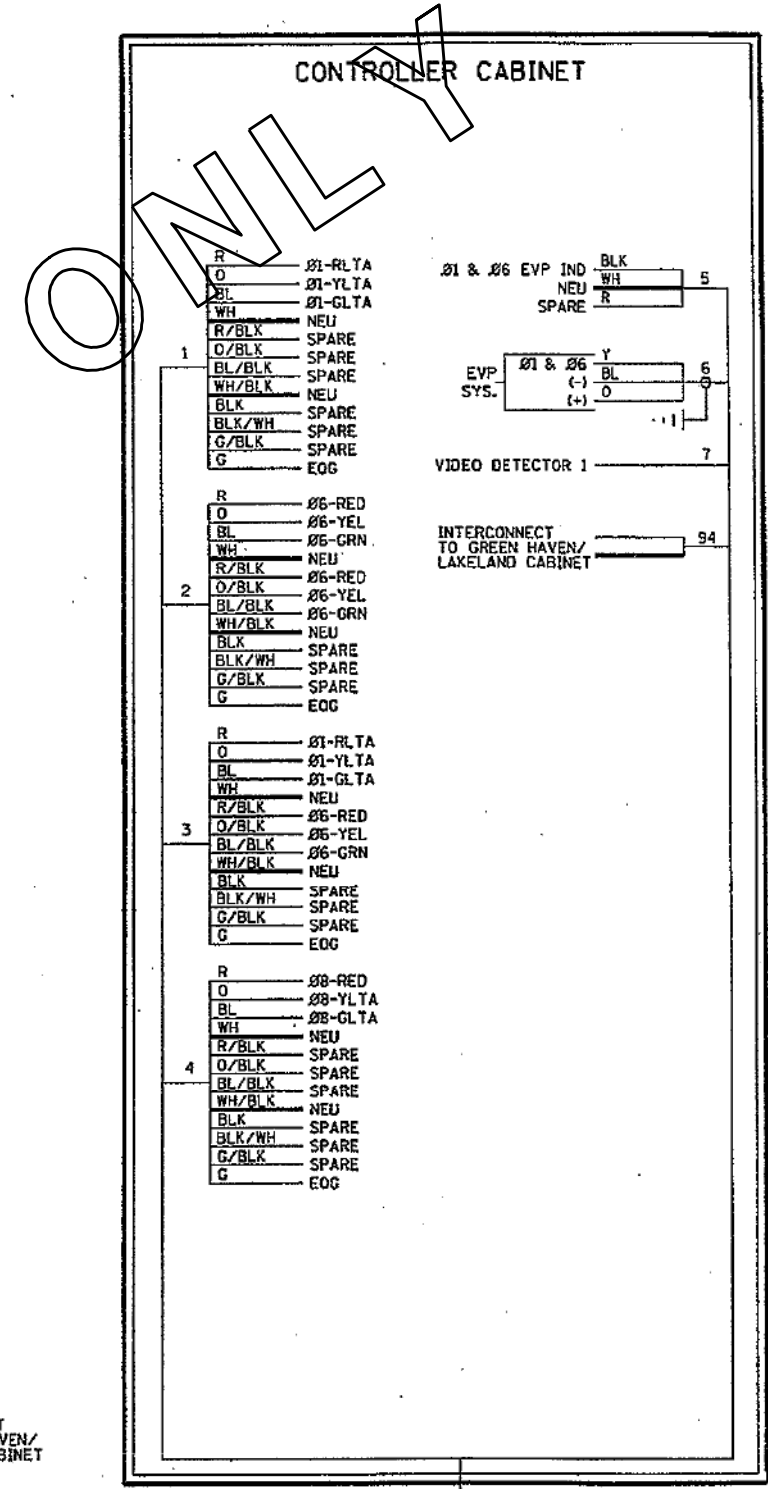 ONLY
CONTROLLER CABINET
1
R Ø1-RLTA
O Ø1-YLTA
BL Ø1-GLTA
WH NEU
R/BLK SPARE
O/BLK SPARE
BL/BLK SPARE
WH/BLK NEU
BLK SPARE
BLK/WH SPARE
G/BLK SPARE
G EOG
2
R Ø6-RED
O Ø6-YEL
BL Ø6-GRN
WH NEU
R/BLK Ø6-RED
O/BLK Ø6-YEL
BL/BLK Ø6-GRN
WH/BLK NEU
BLK SPARE
BLK/WH SPARE
G/BLK SPARE
G EOG
3
R Ø1-RLTA
O Ø1-YLTA
BL Ø1-GLTA
WH NEU
R/BLK Ø6-RED
O/BLK Ø6-YEL
BL/BLK Ø6-GRN
WH/BLK NEU
BLK SPARE
BLK/WH SPARE
G/BLK SPARE
G EOG
4
R Ø8-RED
O Ø8-YLTA
BL Ø8-GLTA
WH NEU
R/BLK SPARE
O/BLK SPARE
BL/BLK SPARE
WH/BLK NEU
BLK SPARE
BLK/WH SPARE
G/BLK SPARE
G EOG
Ø1 & Ø6 EVP IND BLK
NEU WH 5
SPARE R
EVP SYS. Ø1 & Ø6 Y
(-) BL 6
(+) O
VIDEO DETECTOR 1 7
INTERCONNECT 94
TO GREEN HAVEN/
LAKELAND CABINET
T
VEN/
BINET